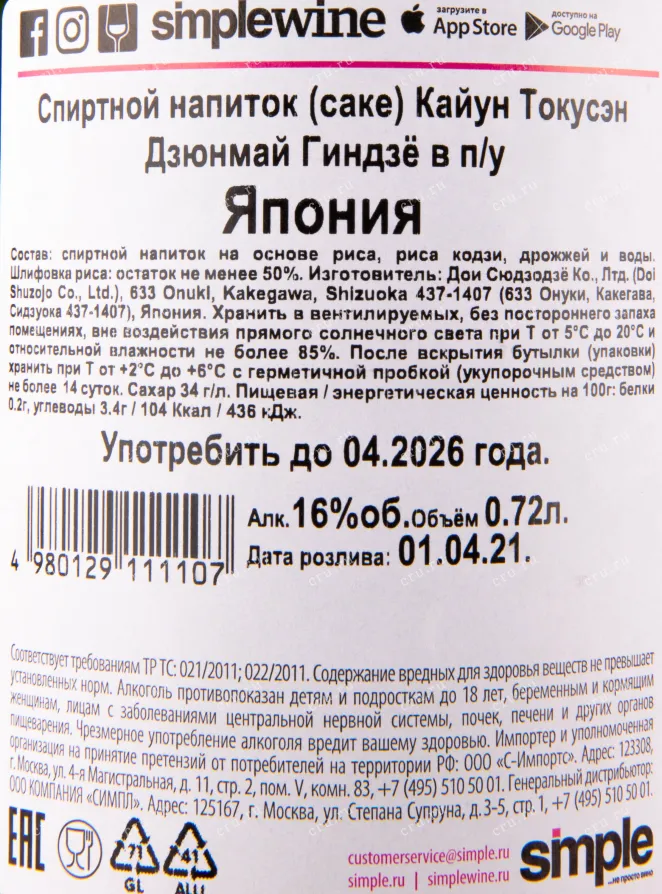 simplewine загрузите в App Store доступно на Google Play
Спиртной напиток (саке) Кайун Токусэн
Дзюнмай Гиндзё в п/у
Япония
Состав: спиртной напиток на основе риса, риса кодзи, дрожжей и воды.
Шлифовка риса: остаток не менее 50%. Изготовитель: Дои Сюдзодзё Ко., Лтд. (Doi
Shuzojo Co., Ltd.), 633 Onuki, Kakegawa, Shizuoka 437-1407 (633 Онуки, Какегава,
Сидзуока 437-1407), Япония. Хранить в вентилируемых, без постороннего запаха
помещениях, вне воздействия прямого солнечного света при Т от 5°С до 20°С и
относительной влажности не более 85%. После вскрытия бутылки (упаковки)
хранить при Т от +2°С до +6°С с герметичной пробкой (укупорочным средством)
не более 14 суток. Сахар 34 г/л. Пищевая / энергетическая ценность на 100г: белки
0.2г, углеводы 3.4г / 104 Ккал / 436 кДж.
Употребить до 04.2026 года.
Алк. 16%об. Объём 0.72л.
Дата розлива: 01.04.21.
4 980129 111107
Соответствует требованиям ТР ТС: 021/2011; 022/2011. Содержание вредных для здоровья веществ не превышает
установленных норм. Алкоголь противопоказан детям и подросткам до 18 лет, беременным и кормящим
женщинам, лицам с заболеваниями центральной нервной системы, почек, печени и других органов
пищеварения. Чрезмерное употребление алкоголя вредит вашему здоровью. Импортер и уполномоченная
организация на принятие претензий от потребителей на территории РФ: ООО «С-Импортс». Адрес: 123308,
г. Москва, ул. 4-я Магистральная, д. 11, стр. 2, пом. V, комн. 83, +7 (495) 510 50 01. Генеральный дистрибьютор:
ООО КОМПАНИЯ «СИМПЛ». Адрес: 125167, г. Москва, ул. Степана Супруна, д. 3-5, стр. 1, +7 (495) 510 50 01.
EAC
71
GL
41
ALU
customerservice@simple.ru
simple.ru | simplewine.ru
simple
...не просто вино